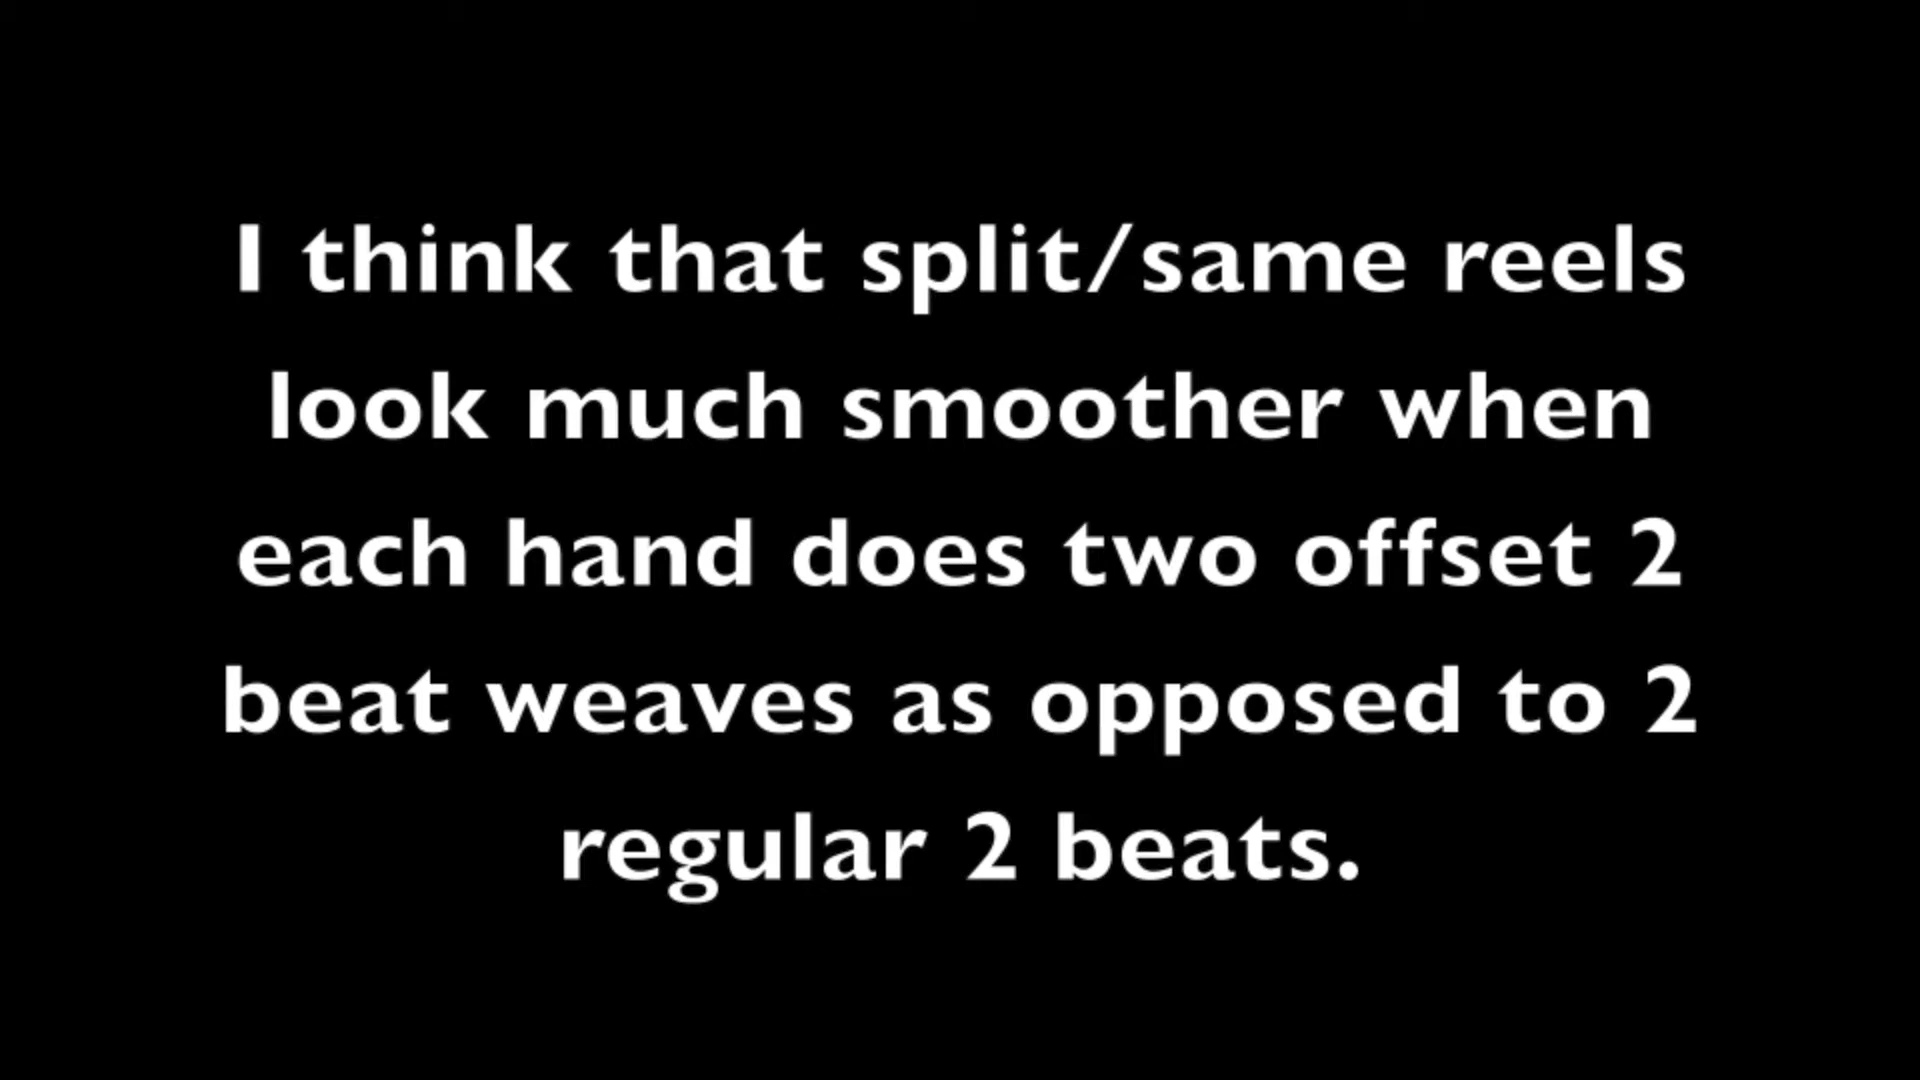 I think that split/same reels
look much smoother when
each hand does two offset 2
beat weaves as opposed to 2
regular 2 beats.